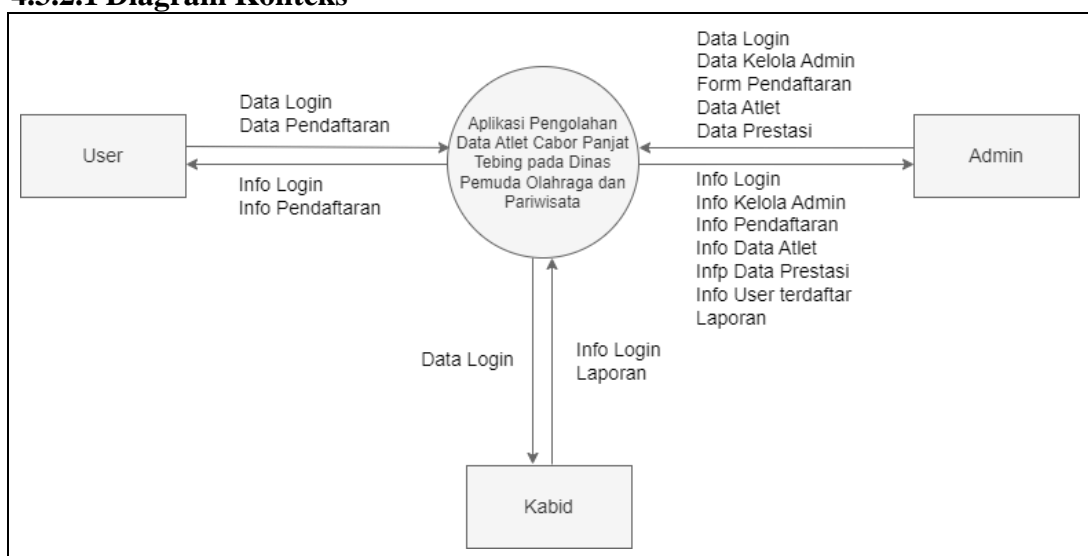 4.3.2.1 Diagram Konteks
User
Data Login
Data Pendaftaran
Info Login
Info Pendaftaran
Aplikasi Pengolahan
Data Atlet Cabor Panjat
Tebing pada Dinas
Pemuda Olahraga dan
Pariwisata
Data Login
Data Kelola Admin
Form Pendaftaran
Data Atlet
Data Prestasi
Info Login
Info Kelola Admin
Info Pendaftaran
Info Data Atlet
Infp Data Prestasi
Info User terdaftar
Laporan
Admin
Data Login
Info Login
Laporan
Kabid